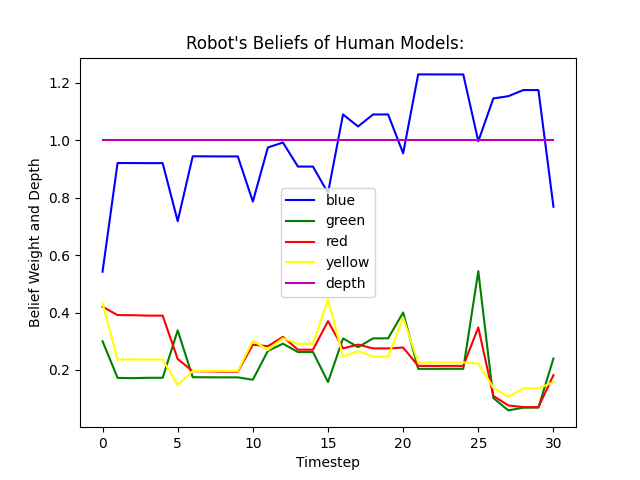 Robot's Beliefs of Human Models:
Belief Weight and Depth
1.2
1.0
0.8
0.6
0.4
0.2
blue
green
red
yellow
depth
0 5 10 15 20 25 30
Timestep